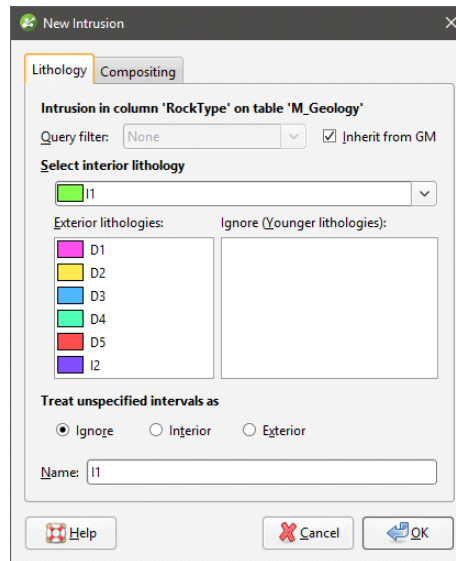 New Intrusion
Lithology Compositing
Intrusion in column 'RockType' on table 'M_Geology'
Query filter: None Inherit from GM
Select interior lithology
I1
Exterior lithologies: Ignore (Younger lithologies):
D1
D2
D3
D4
D5
I2
Treat unspecified intervals as
Ignore Interior Exterior
Name: I1
Help Cancel OK